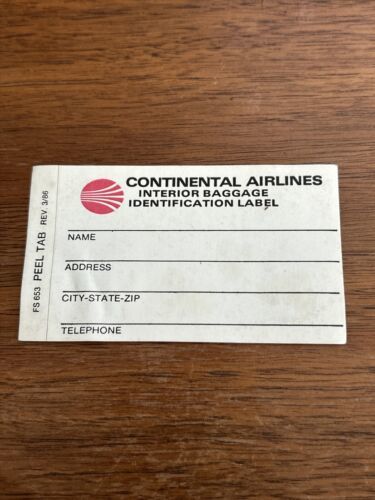 CONTINENTAL AIRLINES
INTERIOR BAGGAGE
IDENTIFICATION LABEL
NAME
ADDRESS
CITY-STATE-ZIP
TELEPHONE
FS 653 PEEL TAB REV. 3/86